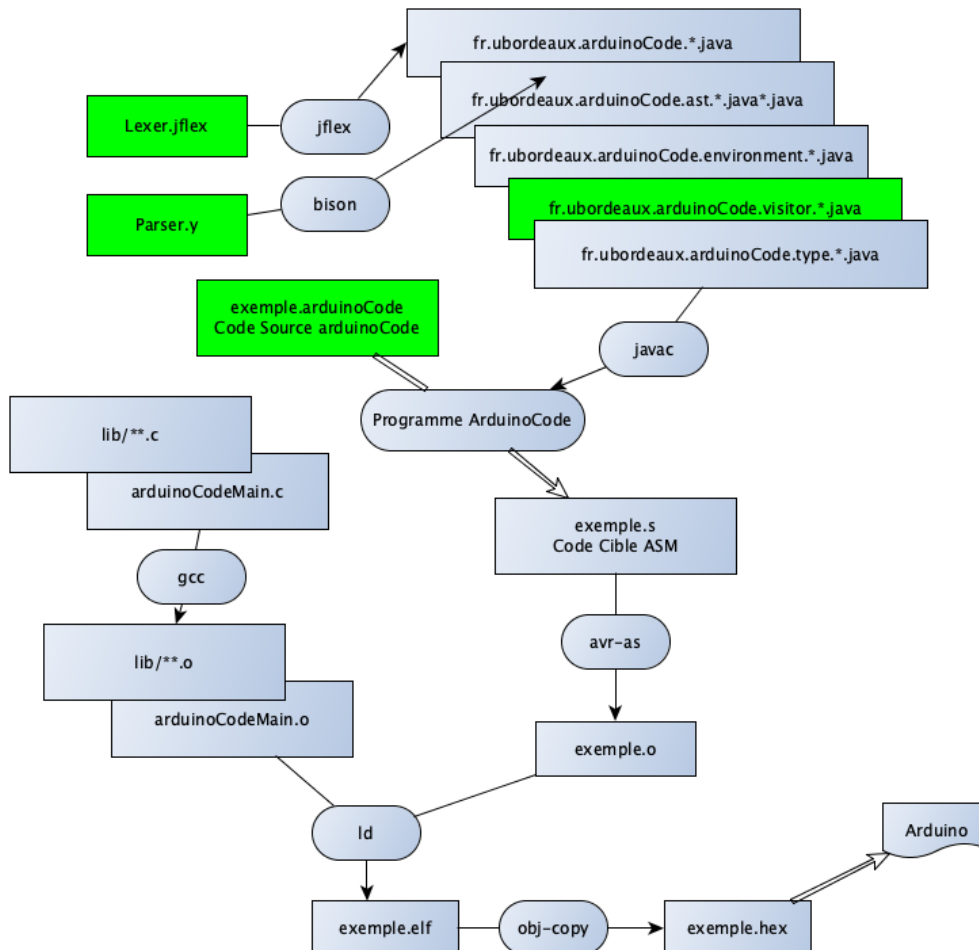 fr.ubordeaux.arduinoCode.*.java
fr.ubordeaux.arduinoCode.ast.*.java*.java
Lexer.jflex
jflex
fr.ubordeaux.arduinoCode.environment.*.java
bison
fr.ubordeaux.arduinoCode.visitor.*.java
Parser.y
fr.ubordeaux.arduinoCode.type.*.java
exemple.arduinoCode
Code Source arduinoCode
javac
Programme ArduinoCode
lib/**.c
arduinoCodeMain.c
exemple.s
Code Cible ASM
gcc
avr-as
lib/**.o
arduinoCodeMain.o
exemple.o
ld
Arduino
exemple.elf
obj-copy
exemple.hex